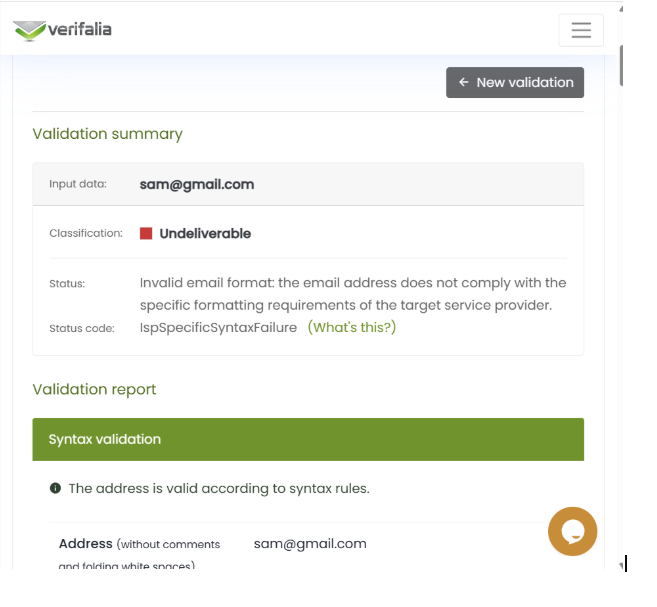 verifalia
← New validation
Validation summary
Input data: sam@gmail.com
Classification: Undeliverable
Status: Invalid email format: the email address does not comply with the
specific formatting requirements of the target service provider.
Status code: IspSpecificSyntaxFailure (What's this?)
Validation report
Syntax validation
The address is valid according to syntax rules.
Address (without comments sam@gmail.com
and folding white spaces)